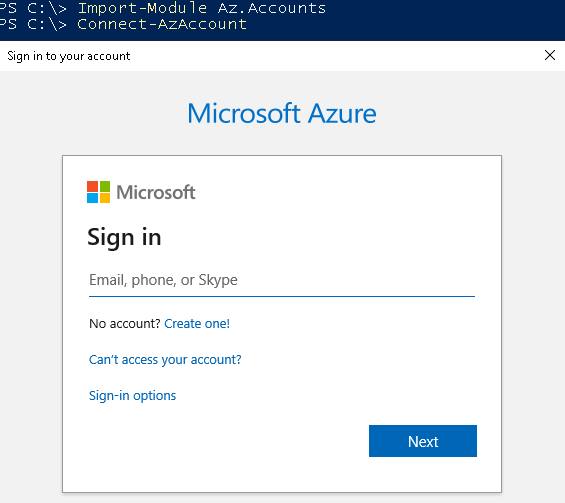 PS C:\> Import-Module Az.Accounts
PS C:\> Connect-AzAccount
Sign in to your account
Microsoft Azure
Microsoft
Sign in
Email, phone, or Skype
No account? Create one!
Can't access your account?
Sign-in options
Next